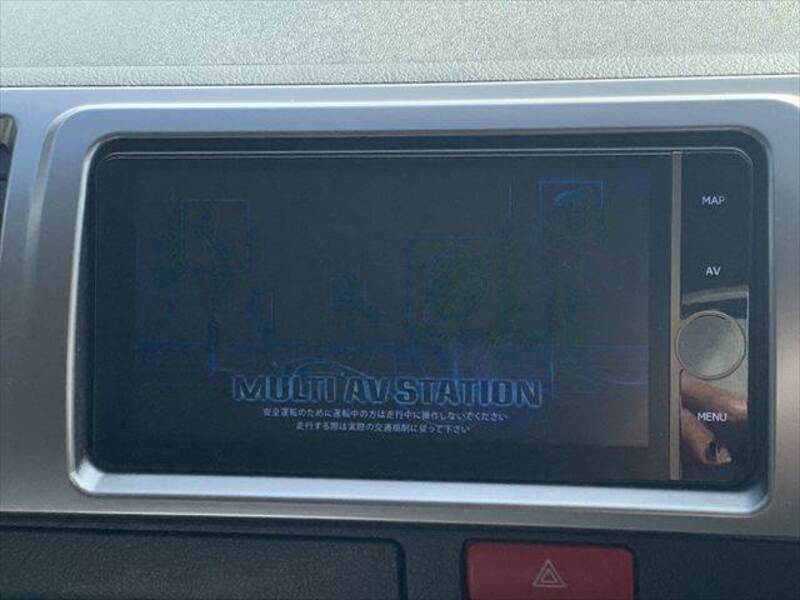 MAP
AV
MULTI AV STATION
安全運転のために運転中の方は走行中に操作しないでください
走行する際は実際の交通規制に従って下さい
MENU